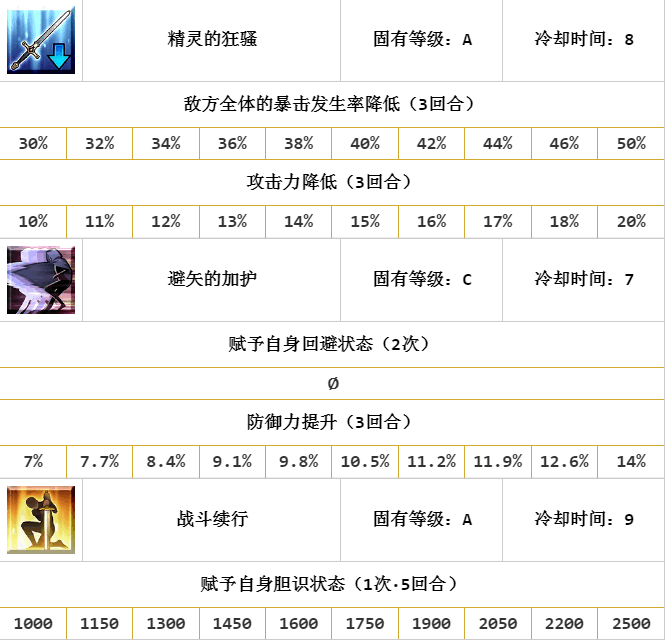 精灵的狂骚 固有等级：A 冷却时间：8
敌方全体的暴击发生率降低（3回合）
30% 32% 34% 36% 38% 40% 42% 44% 46% 50%
攻击力降低（3回合）
10% 11% 12% 13% 14% 15% 16% 17% 18% 20%
避矢的加护 固有等级：C 冷却时间：7
赋予自身回避状态（2次）
Ø
防御力提升（3回合）
7% 7.7% 8.4% 9.1% 9.8% 10.5% 11.2% 11.9% 12.6% 14%
战斗续行 固有等级：A 冷却时间：9
赋予自身胆识状态（1次·5回合）
1000 1150 1300 1450 1600 1750 1900 2050 2200 2500